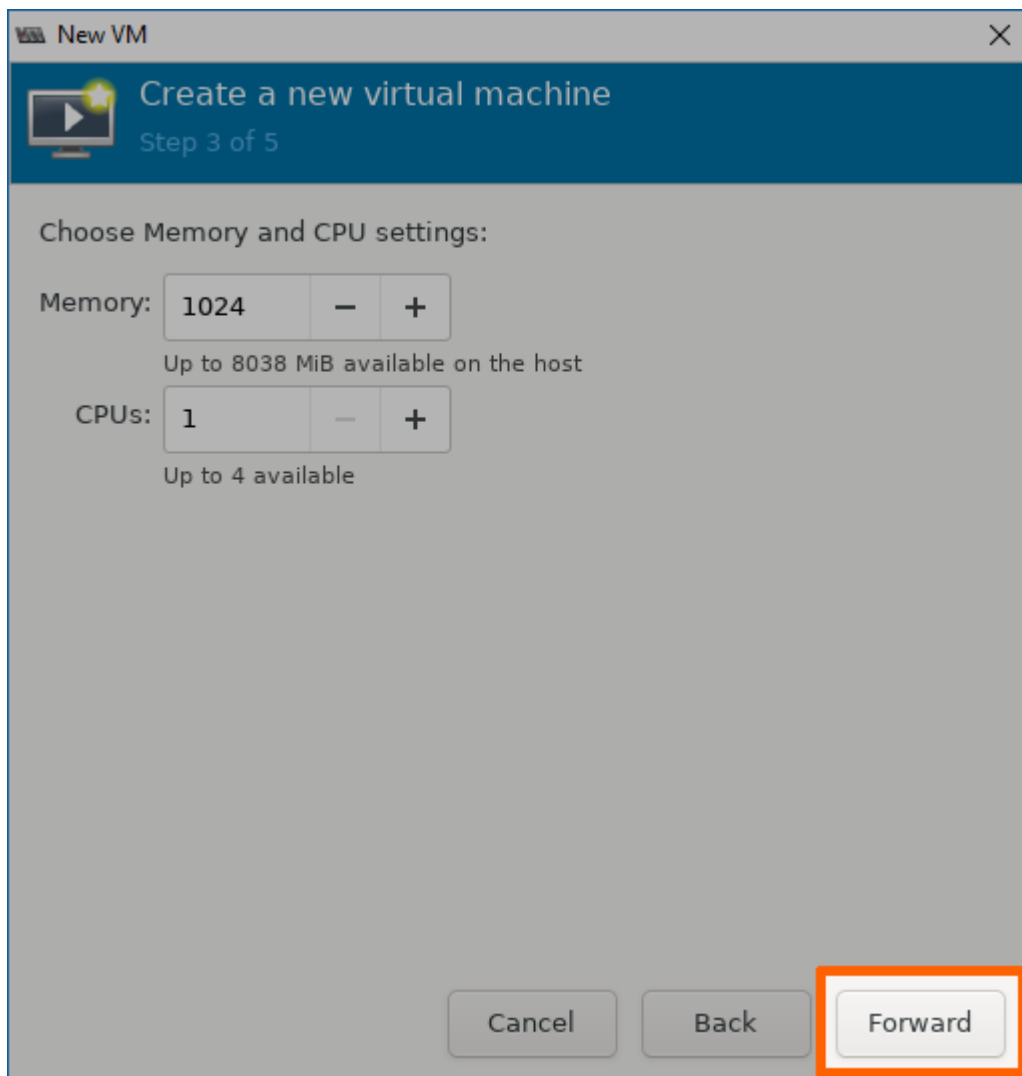 New VM
Create a new virtual machine
Step 3 of 5
Choose Memory and CPU settings:
Memory: 1024 − +
Up to 8038 MiB available on the host
CPUs: 1 − +
Up to 4 available
Cancel Back Forward